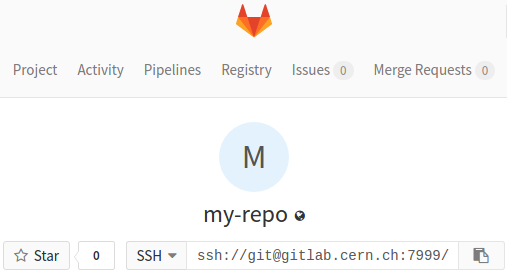 Project Activity Pipelines Registry Issues 0 Merge Requests 0
M
my-repo
Star 0 SSH ssh://git@gitlab.cern.ch:7999/